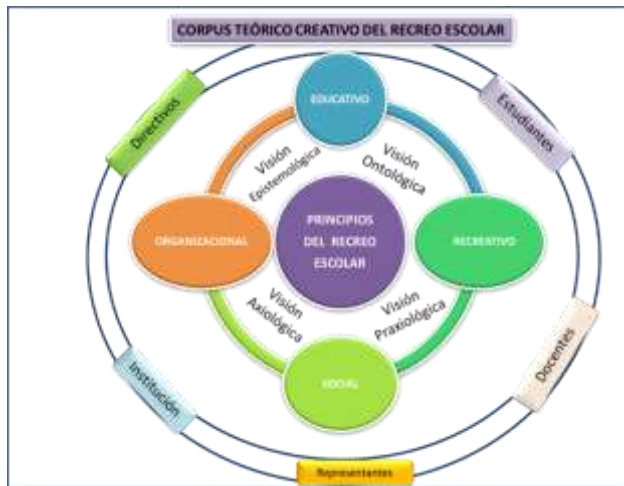 CORPUS TEÓRICO CREATIVO DEL RECREO ESCOLAR
EDUCATIVO
Directivos
Estudiantes
Visión
Epistemológica
Visión
Ontológica
ORGANIZACIONAL
PRINCIPIOS
DEL RECREO
ESCOLAR
RECREATIVO
Visión
Axiológica
Visión
Praxiológica
SOCIAL
Institución
Docentes
Representantes